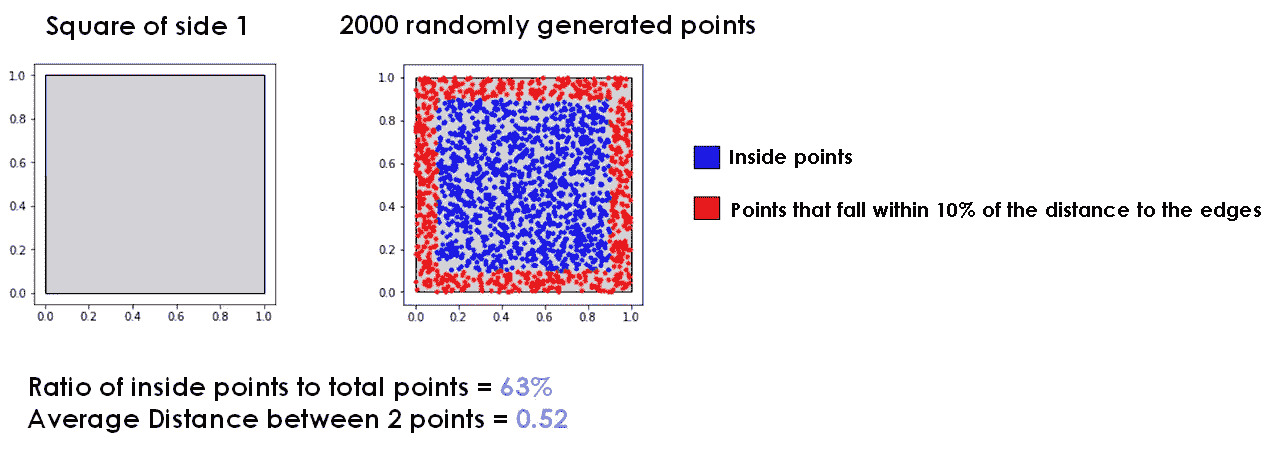 Square of side 1
2000 randomly generated points
1.0
0.8
0.6
0.4
0.2
0.0
0.0 0.2 0.4 0.6 0.8 1.0
1.0
0.8
0.6
0.4
0.2
0.0
0.0 0.2 0.4 0.6 0.8 1.0
Inside points
Points that fall within 10% of the distance to the edges
Ratio of inside points to total points = 63%
Average Distance between 2 points = 0.52